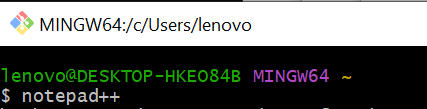 MINGW64:/c/Users/lenovo
lenovo@DESKTOP-HKEO84B MINGW64 ~
$ notepad++